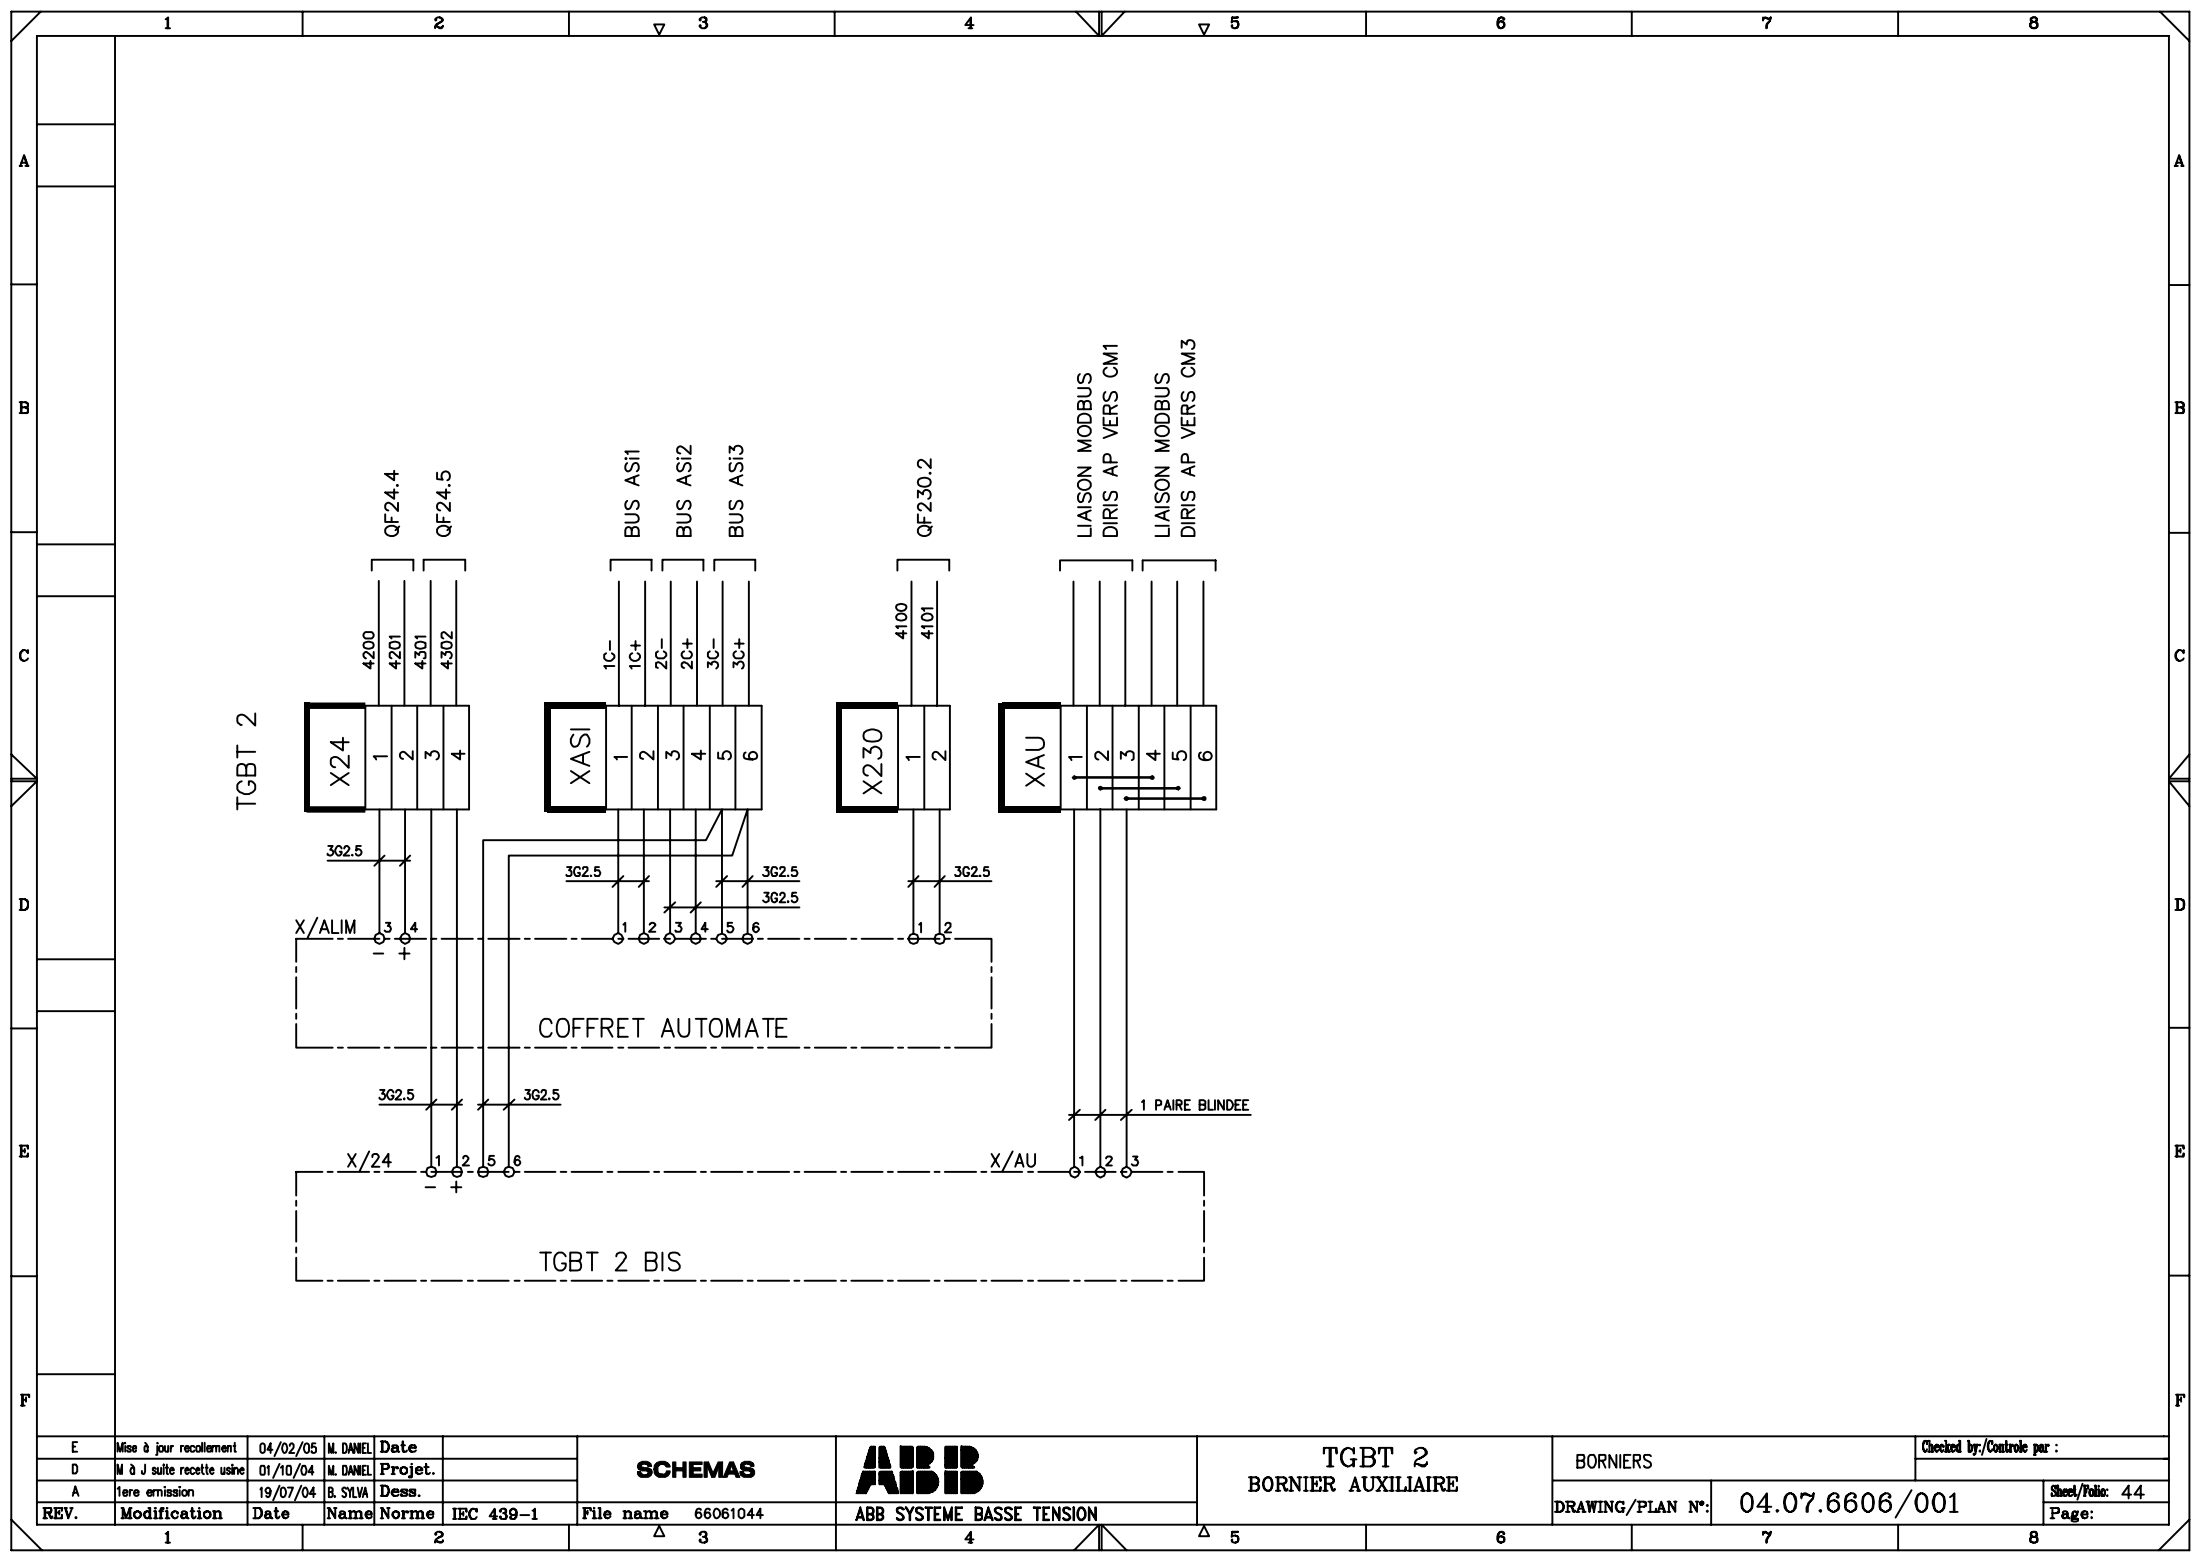 1 2 3 4 5 6 7 8
A A
B B
C C
D D
E E
F F
QF24.4
QF24.5
BUS ASi1
BUS ASi2
BUS ASi3
QF230.2
LIAISON MODBUS
DIRIS AP VERS CM1
LIAISON MODBUS
DIRIS AP VERS CM3
4200
4201
4301
4302
1C-
1C+
2C-
2C+
3C-
3C+
4100
4101
TGBT 2
X24 1 2 3 4
XASI 1 2 3 4 5 6
X230 1 2
XAU 1 2 3 4 5 6
3G2.5
3G2.5 3G2.5 3G2.5
3G2.5
X/ALIM 3 4 1 2 3 4 5 6 1 2
- +
COFFRET AUTOMATE
3G2.5 3G2.5
1 PAIRE BLINDEE
X/24 1 2 5 6 X/AU 1 2 3
- +
TGBT 2 BIS
E Mise à jour recollement 04/02/05 M. DANIEL Date
D M à J suite recette usine 01/10/04 M. DANIEL Projet.
A 1ere emission 19/07/04 B. SYLVA Dess.
REV. Modification Date Name Norme IEC 439-1
SCHEMAS
File name 66061044
ABB
ABB SYSTEME BASSE TENSION
TGBT 2
BORNIER AUXILIAIRE
BORNIERS
Checked by:/Controle par :
DRAWING/PLAN N°: 04.07.6606/001
Sheet/Folio: 44
Page:
1 2 3 4 5 6 7 8